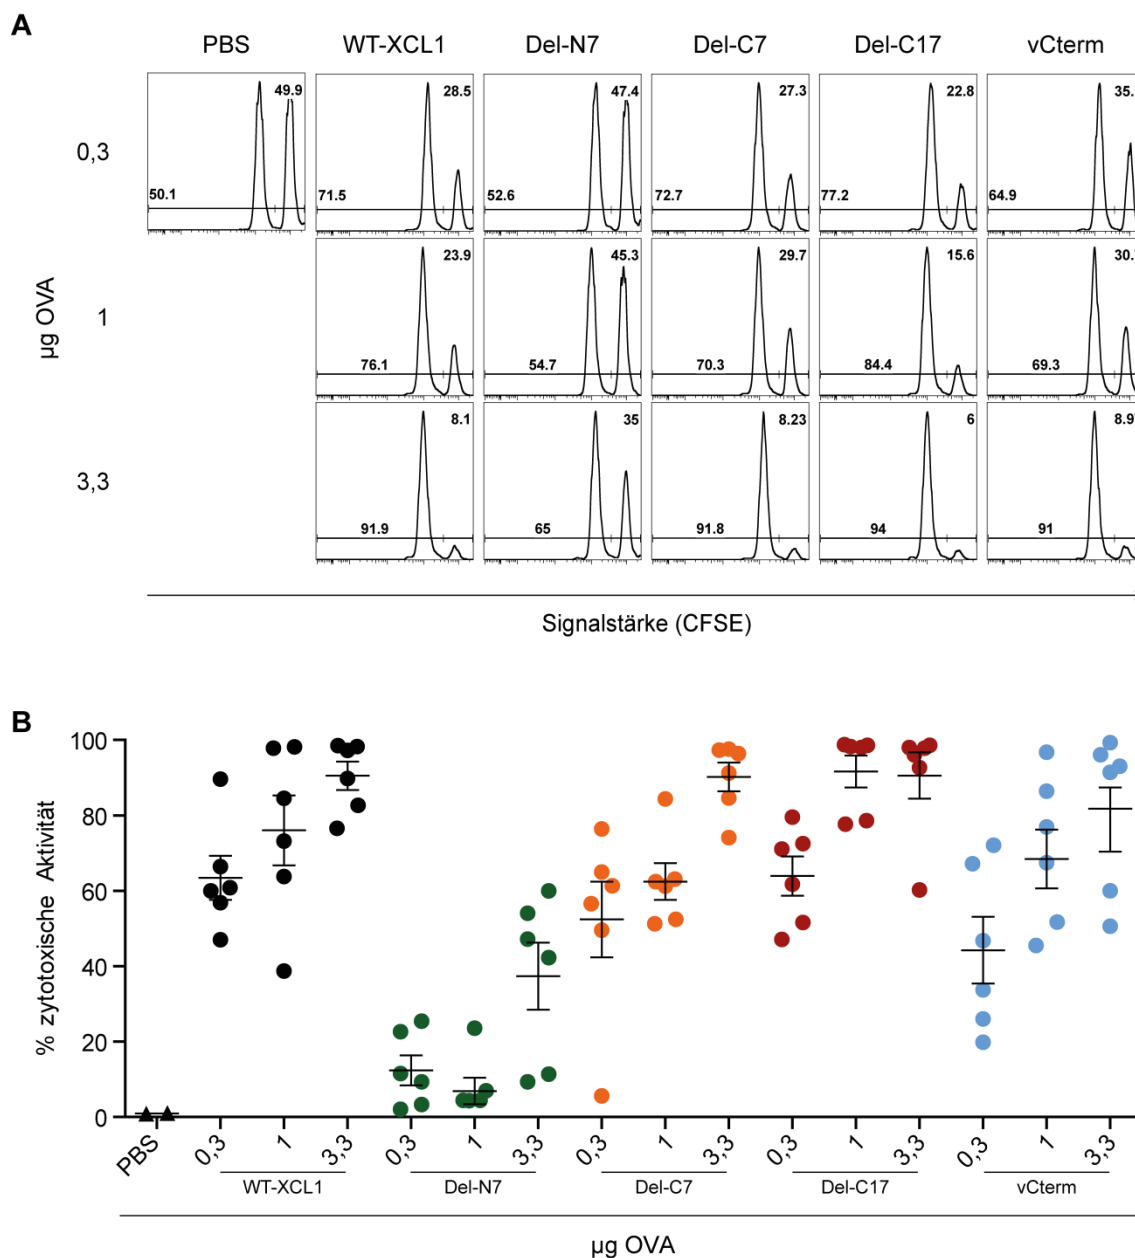 A
PBS WT-XCL1 Del-N7 Del-C7 Del-C17 vCterm
0,3
49.9 28.5 47.4 27.3 22.8 35.
50.1 71.5 52.6 72.7 77.2 64.9
µg OVA
1
23.9 45.3 29.7 15.6 30.
76.1 54.7 70.3 84.4 69.3
3,3
8.1 35 8.23 6 8.9
91.9 65 91.8 94 91
Signalstärke (CFSE)
B
% zytotoxische Aktivität
100
80
60
40
20
0
PBS 0,3 1 3,3 0,3 1 3,3 0,3 1 3,3 0,3 1 3,3 0,3 1 3,3
WT-XCL1 Del-N7 Del-C7 Del-C17 vCterm
µg OVA